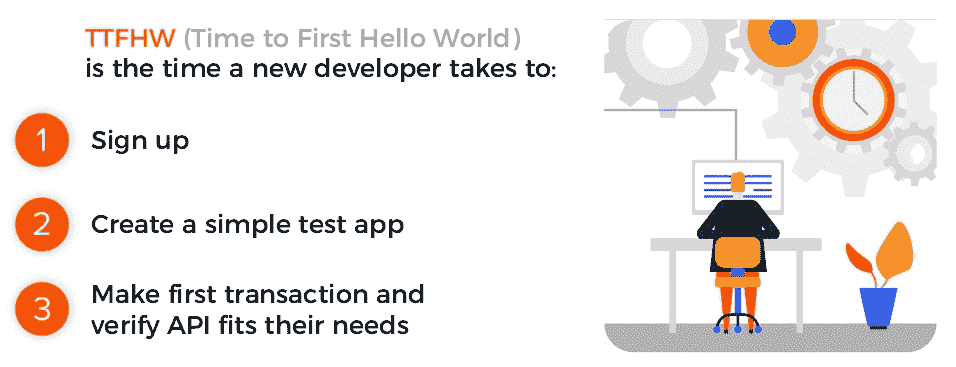 TTFHW (Time to First Hello World)
is the time a new developer takes to:
1 Sign up
2 Create a simple test app
3 Make first transaction and
verify API fits their needs